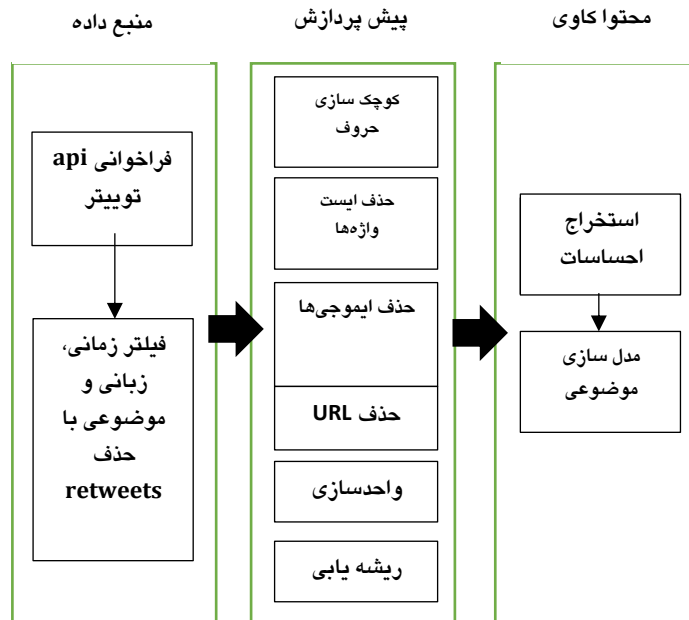 منبع داده
پیش پردازش
محتوا کاوی
فراخوانی api
توییتر
فیلتر زمانی،
زبانی و
موضوعی با
حذف
retweets
کوچک سازی
حروف
حذف ایست
واژه‌ها
حذف ایموجی‌ها
حذف URL
واحدسازی
ریشه یابی
استخراج
احساسات
مدل سازی
موضوعی